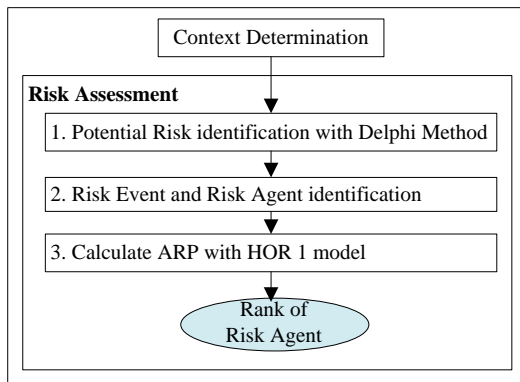 Context Determination
Risk Assessment
1. Potential Risk identification with Delphi Method
2. Risk Event and Risk Agent identification
3. Calculate ARP with HOR 1 model
Rank of
Risk Agent